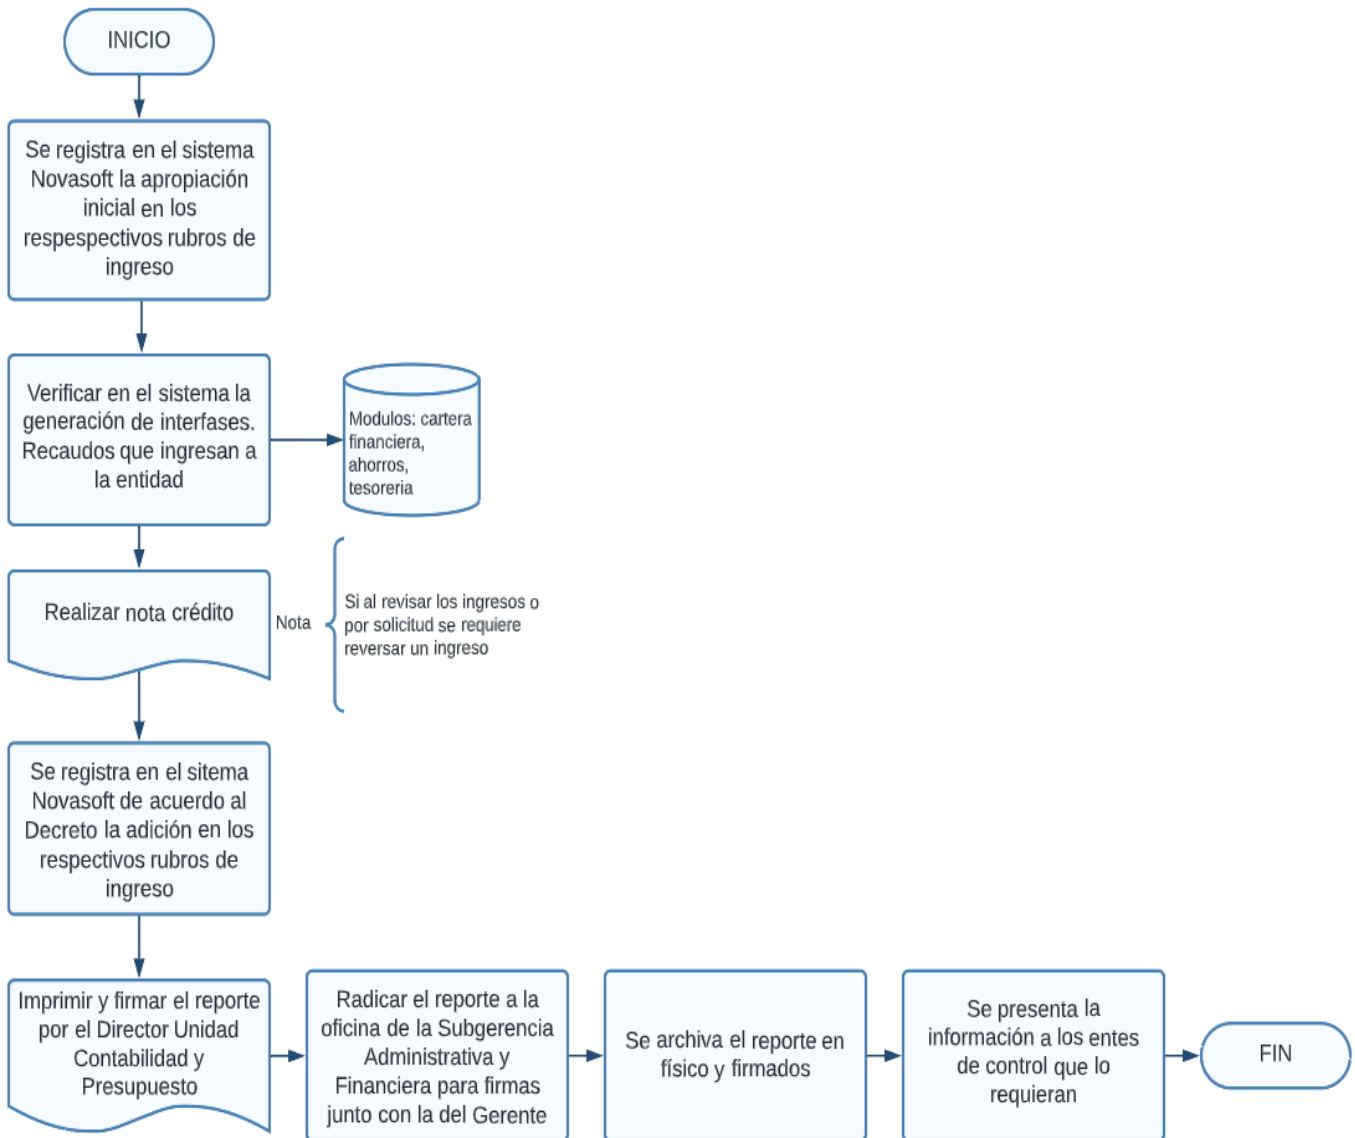 INICIO
Se registra en el sistema
Novasoft la apropiación
inicial en los
respespectivos rubros de
ingreso
Verificar en el sistema la
generación de interfases.
Recaudos que ingresan a
la entidad
Modulos: cartera
financiera,
ahorros,
tesoreria
Realizar nota crédito
Nota
Si al revisar los ingresos o
por solicitud se requiere
reversar un ingreso
Se registra en el sitema
Novasoft de acuerdo al
Decreto la adición en los
respectivos rubros de
ingreso
Imprimir y firmar el reporte
por el Director Unidad
Contabilidad y
Presupuesto
Radicar el reporte a la
oficina de la Subgerencia
Administrativa y
Financiera para firmas
junto con la del Gerente
Se archiva el reporte en
físico y firmados
Se presenta la
información a los entes
de control que lo
requieran
FIN